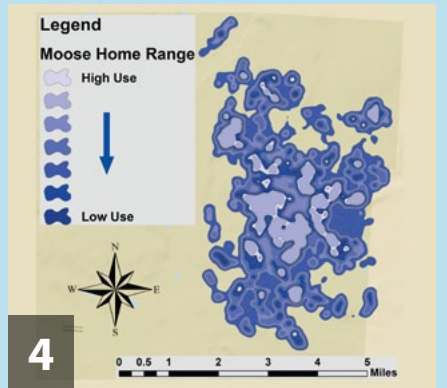 Legend
Moose Home Range
High Use
Low Use
N
W E
S
0 0.5 1 2 3 4 5
Miles
4